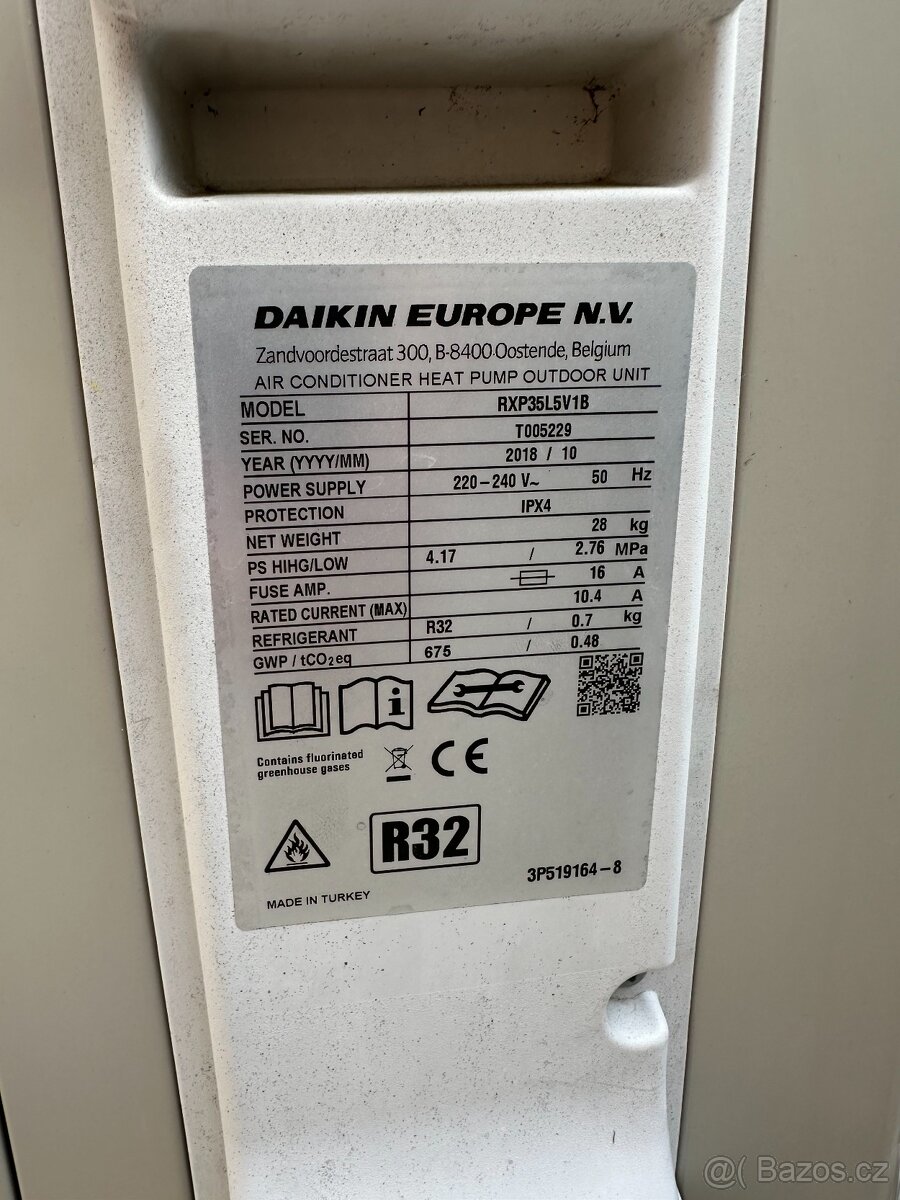 DAIKIN EUROPE N.V.
Zandvoordestraat 300, B-8400 Oostende, Belgium
AIR CONDITIONER HEAT PUMP OUTDOOR UNIT
MODEL RXP35L5V1B
SER. NO. T005229
YEAR (YYYY/MM) 2018 / 10
POWER SUPPLY 220-240 V~ 50 Hz
PROTECTION IPX4
NET WEIGHT 28 kg
PS HIHG/LOW 4.17 / 2.76 MPa
FUSE AMP. 16 A
RATED CURRENT (MAX) 10.4 A
REFRIGERANT R32 / 0.7 kg
GWP / tCO₂eq 675 / 0.48
i
Contains fluorinated
greenhouse gases
CE
R32
3P519164-8
MADE IN TURKEY
@( Bazos.cz